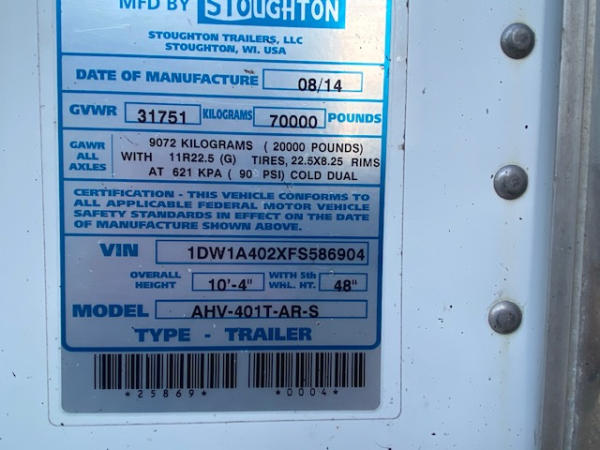 MFD BY STOUGHTON
STOUGHTON TRAILERS, LLC
STOUGHTON, WI. USA
DATE OF MANUFACTURE 08/14
GVWR 31751 KILOGRAMS 70000 POUNDS
GAWR ALL AXLES
9072 KILOGRAMS ( 20000 POUNDS)
WITH 11R22.5 (G) TIRES, 22.5X8.25 RIMS
AT 621 KPA ( 90 PSI) COLD DUAL
CERTIFICATION - THIS VEHICLE CONFORMS TO
ALL APPLICABLE FEDERAL MOTOR VEHICLE
SAFETY STANDARDS IN EFFECT ON THE DATE
OF MANUFACTURE SHOWN ABOVE.
VIN 1DW1A402XFS586904
OVERALL HEIGHT 10'-4" WITH 5th WHL. HT. 48"
MODEL AHV-401T-AR-S
TYPE - TRAILER
*25869* *0004*